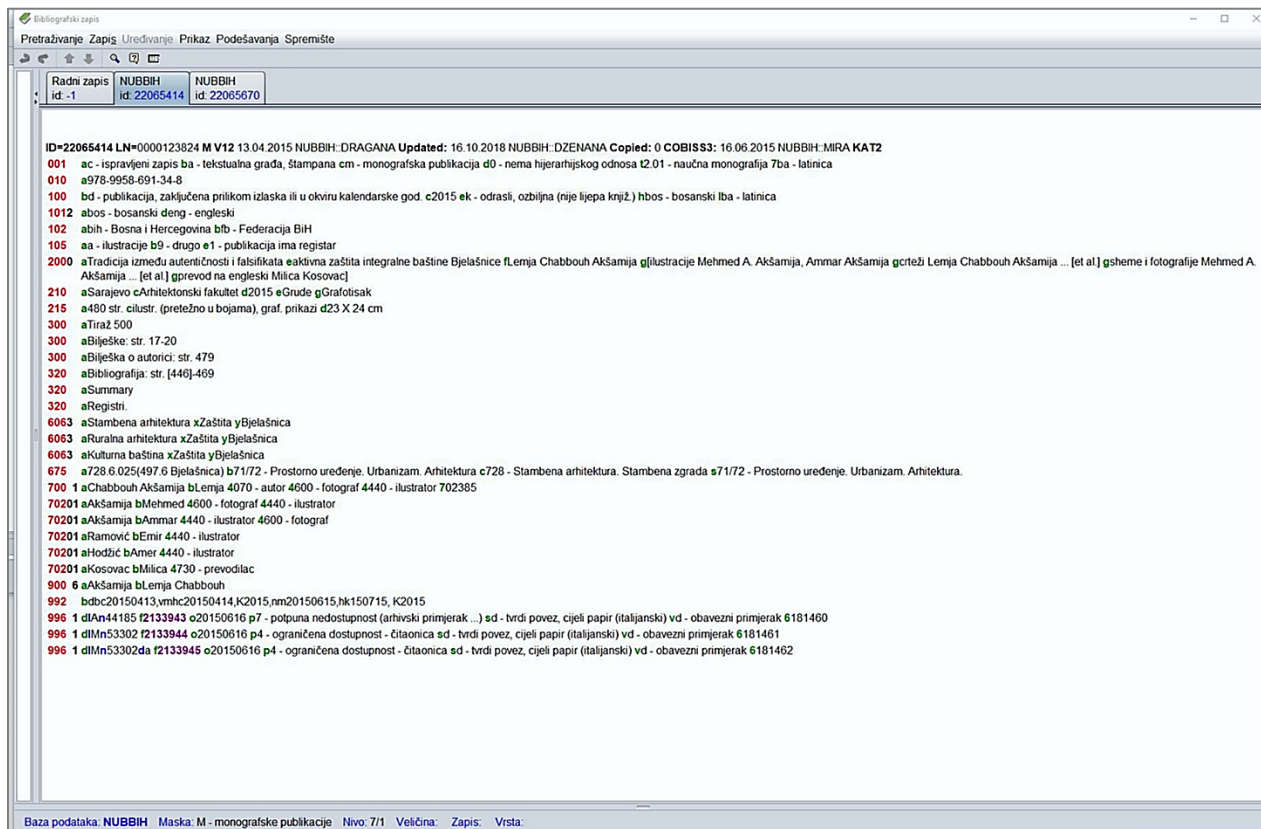 Bibliografski zapis
Pretraživanje Zapis Uređivanje Prikaz Podešavanja Spremište
Radni zapis NUBBIH NUBBIH
id: -1 id: 22065414 id: 22065670
ID=22065414 LN=0000123824 M V12 13.04.2015 NUBBIH::DRAGANA Updated: 16.10.2018 NUBBIH::DZENANA Copied: 0 COBISS3: 16.06.2015 NUBBIH::MIRA KAT2
001 ac - ispravljeni zapis ba - tekstualna građa, štampana cm - monografska publikacija d0 - nema hijerarhijskog odnosa t2.01 - naučna monografija 7ba - latinica
010 a978-9958-691-34-8
100 bd - publikacija, zaključena prilikom izlaska ili u okviru kalendarske god. c2015 ek - odrasli, ozbiljna (nije lijepa knjiž.) hbos - bosanski lba - latinica
1012 abos - bosanski deng - engleski
102 abih - Bosna i Hercegovina bfb - Federacija BiH
105 aa - ilustracije b9 - drugo e1 - publikacija ima registar
2000 aTradicija između autentičnosti i falsifikata eaktivna zaštita integralne baštine Bjelašnice fLemja Chabbouh Akšamija g[ilustracije Mehmed A. Akšamija, Ammar Akšamija gcrteži Lemja Chabbouh Akšamija ... [et al.] gsheme i fotografije Mehmed A.
Akšamija ... [et al.] gprevod na engleski Milica Kosovac]
210 aSarajevo cArhitektonski fakultet d2015 eGrude gGrafotisak
215 a480 str. cilustr. (pretežno u bojama), graf. prikazi d23 X 24 cm
300 aTiraž 500
300 aBilješke: str. 17-20
300 aBilješka o autorici: str. 479
320 aBibliografija: str. [446]-469
320 aSummary
320 aRegistri.
6063 aStambena arhitektura xZaštita yBjelašnica
6063 aRuralna arhitektura xZaštita yBjelašnica
6063 aKulturna baština xZaštita yBjelašnica
675 a728.6.025(497.6 Bjelašnica) b71/72 - Prostorno uređenje. Urbanizam. Arhitektura c728 - Stambena arhitektura. Stambena zgrada s71/72 - Prostorno uređenje. Urbanizam. Arhitektura.
700 1 aChabbouh Akšamija bLemja 4070 - autor 4600 - fotograf 4440 - ilustrator 702385
70201 aAkšamija bMehmed 4600 - fotograf 4440 - ilustrator
70201 aAkšamija bAmmar 4440 - ilustrator 4600 - fotograf
70201 aRamović bEmir 4440 - ilustrator
70201 aHodžić bAmer 4440 - ilustrator
70201 aKosovac bMilica 4730 - prevodilac
900 6 aAkšamija bLemja Chabbouh
992 bdbc20150413,vmhc20150414,K2015,nm20150615,hk150715, K2015
996 1 dlAn44185 f2133943 o20150616 p7 - potpuna nedostupnost (arhivski primjerak ...) sd - tvrdi povez, cijeli papir (italijanski) vd - obavezni primjerak 6181460
996 1 dlMn53302 f2133944 o20150616 p4 - ograničena dostupnost - čitaonica sd - tvrdi povez, cijeli papir (italijanski) vd - obavezni primjerak 6181461
996 1 dlMn53302da f2133945 o20150616 p4 - ograničena dostupnost - čitaonica sd - tvrdi povez, cijeli papir (italijanski) vd - obavezni primjerak 6181462
Baza podataka: NUBBIH Maska: M - monografske publikacije Nivo: 7/1 Veličina: Zapis: Vrsta: